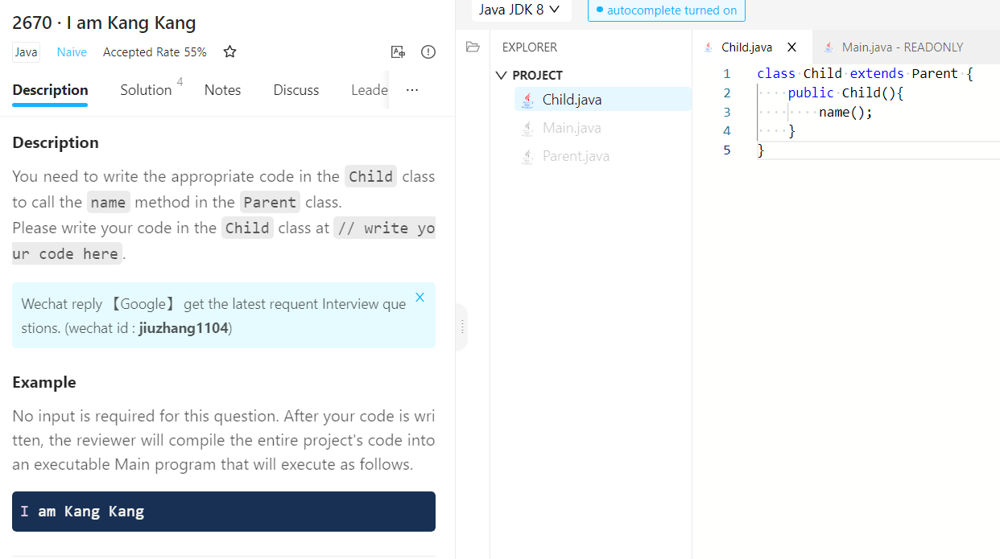 2670 · I am Kang Kang
Java Naive Accepted Rate 55%
Description Solution 4 Notes Discuss Leade ...
Description
You need to write the appropriate code in the Child class
to call the name method in the Parent class.
Please write your code in the Child class at // write yo
ur code here.
Wechat reply 【Google】 get the latest requent Interview que
stions. (wechat id : jiuzhang1104)
X
Example
No input is required for this question. After your code is wri
tten, the reviewer will compile the entire project's code into
an executable Main program that will execute as follows.
I am Kang Kang
Java JDK 8
autocomplete turned on
EXPLORER
PROJECT
Child.java
Main.java
Parent.java
Child.java X Main.java - READONLY
1 class Child extends Parent {
2 public Child(){
3 name();
4 }
5 }